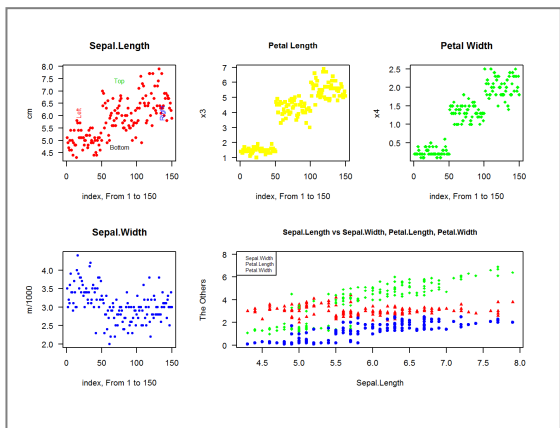 Sepal.Length
Petal Length
Petal Width
8.0
7.5
7.0
6.5
6.0
5.5
5.0
4.5
cm
Top
Left
Right
Bottom
0 50 100 150
index, From 1 to 150
7
6
5
4
3
2
1
x3
0 50 100 150
index, From 1 to 150
2.5
2.0
1.5
1.0
0.5
x4
0 50 100 150
index, From 1 to 150
Sepal.Width
4.0
3.5
3.0
2.5
2.0
m/1000
0 50 100 150
index, From 1 to 150
Sepal.Length vs Sepal.Width, Petal.Length, Petal.Width
8
6
4
2
0
The Others
Sepal.Width
Petal.Length
Petal.Width
4.5 5.0 5.5 6.0 6.5 7.0 7.5 8.0
Sepal.Length